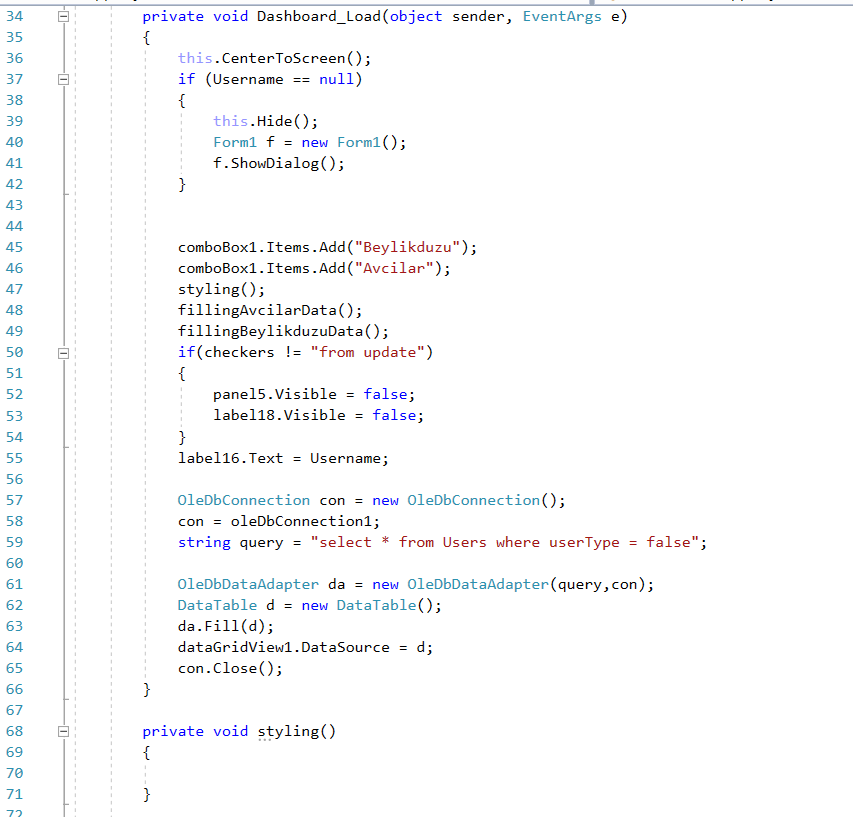 34 private void Dashboard_Load(object sender, EventArgs e)
35 {
36 this.CenterToScreen();
37 if (Username == null)
38 {
39 this.Hide();
40 Form1 f = new Form1();
41 f.ShowDialog();
42 }
43
44
45 comboBox1.Items.Add("Beylikduzu");
46 comboBox1.Items.Add("Avcilar");
47 styling();
48 fillingAvcilarData();
49 fillingBeylikduzuData();
50 if(checkers != "from update")
51 {
52 panel5.Visible = false;
53 label18.Visible = false;
54 }
55 label16.Text = Username;
56
57 OleDbConnection con = new OleDbConnection();
58 con = oleDbConnection1;
59 string query = "select * from Users where userType = false";
60
61 OleDbDataAdapter da = new OleDbDataAdapter(query,con);
62 DataTable d = new DataTable();
63 da.Fill(d);
64 dataGridView1.DataSource = d;
65 con.Close();
66 }
67
68 private void styling()
69 {
70
71 }
72